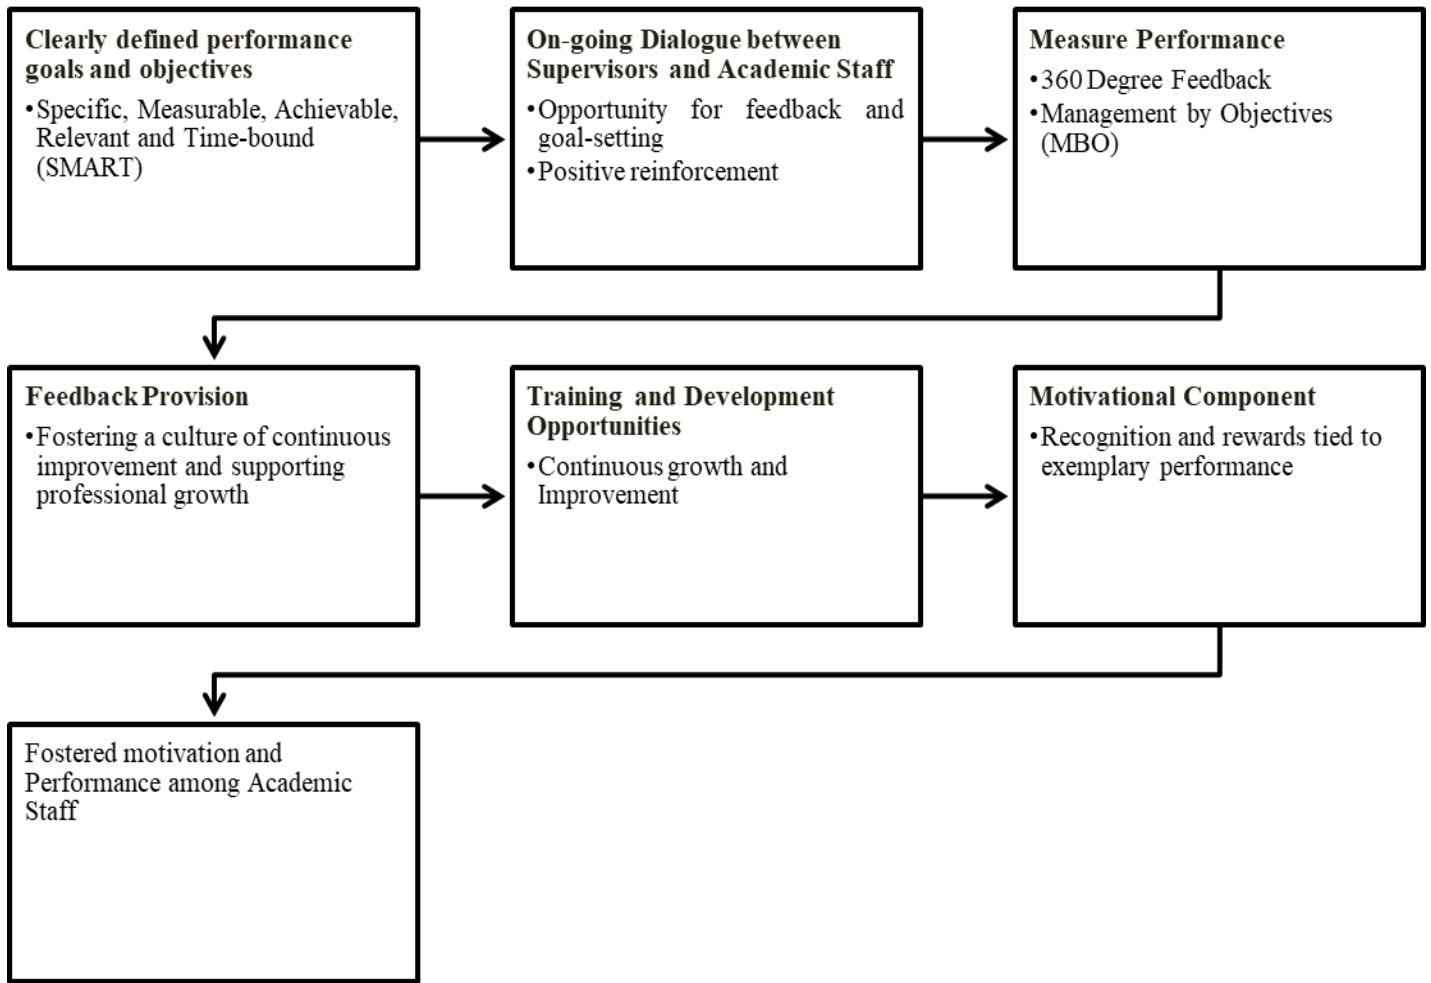 Clearly defined performance
goals and objectives
•Specific, Measurable, Achievable,
Relevant and Time-bound
(SMART)
On-going Dialogue between
Supervisors and Academic Staff
•Opportunity for feedback and
goal-setting
•Positive reinforcement
Measure Performance
•360 Degree Feedback
•Management by Objectives
(MBO)
Feedback Provision
•Fostering a culture of continuous
improvement and supporting
professional growth
Training and Development
Opportunities
•Continuous growth and
Improvement
Motivational Component
•Recognition and rewards tied to
exemplary performance
Fostered motivation and
Performance among Academic
Staff